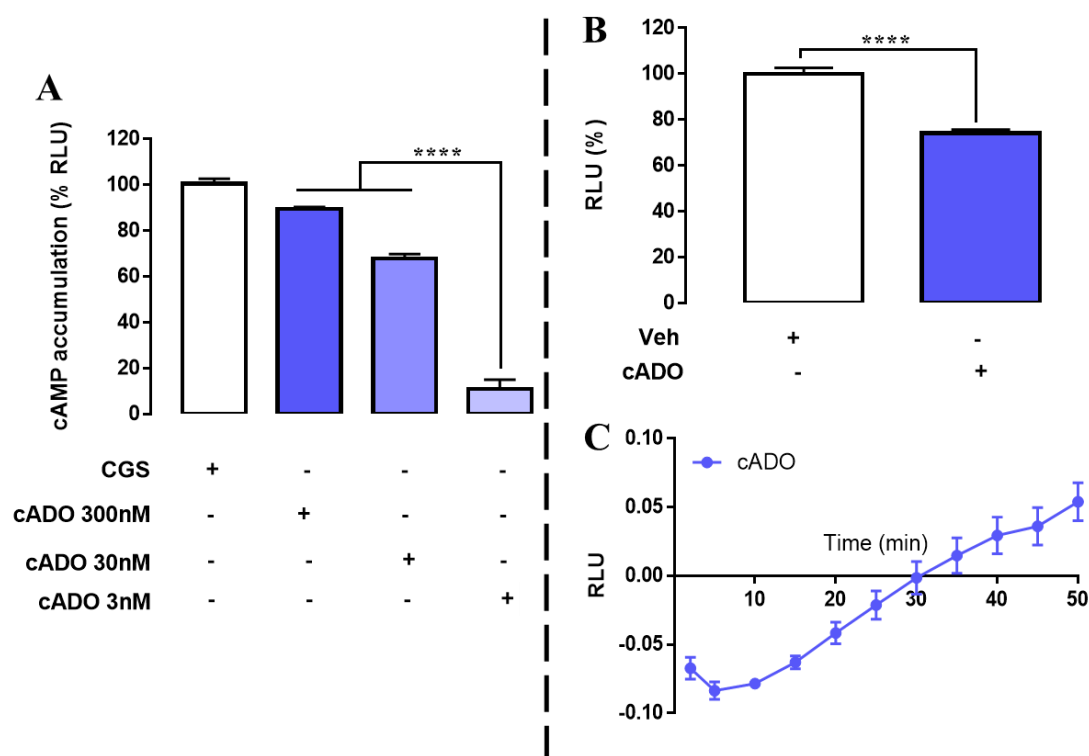 A
cAMP accumulation (% RLU)
120
100
80
60
40
20
0
****
CGS + - - -
cADO 300nM - + - -
cADO 30nM - - + -
cADO 3nM - - - +
B
RLU (%)
120
100
80
60
40
20
0
****
Veh + -
cADO - +
C
RLU
0.10
0.05
0.00
-0.05
-0.10
cADO
Time (min)
10 20 30 40 50